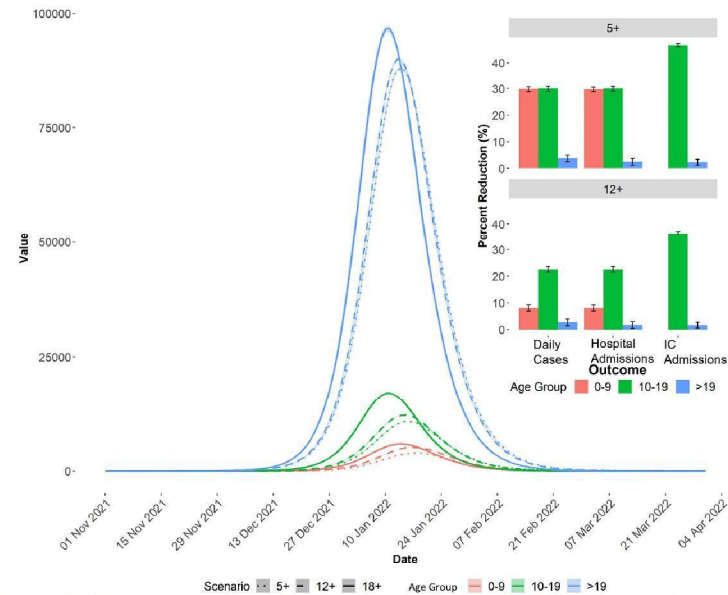 100000
75000
50000
25000
0
Value
01 Nov 2021
15 Nov 2021
29 Nov 2021
13 Dec 2021
27 Dec 2021
10 Jan 2022
24 Jan 2022
07 Feb 2022
21 Feb 2022
07 Mar 2022
21 Mar 2022
04 Apr 2022
Date
Percent Reduction (%)
5+
40
30
20
10
0
12+
40
30
20
10
0
Daily Cases
Hospital Admissions
IC Admissions
Outcome
Age Group 0-9 10-19 >19
Scenario 5+ 12+ 18+ Age Group 0-9 10-19 >19